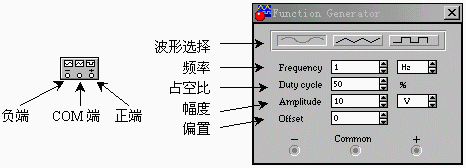 Function Generator
波形选择
频率
Frequency 1 Hz
占空比
Duty cycle 50 %
幅度
Amplitude 10 V
偏置
Offset 0
负端 COM 端 正端
− Common +